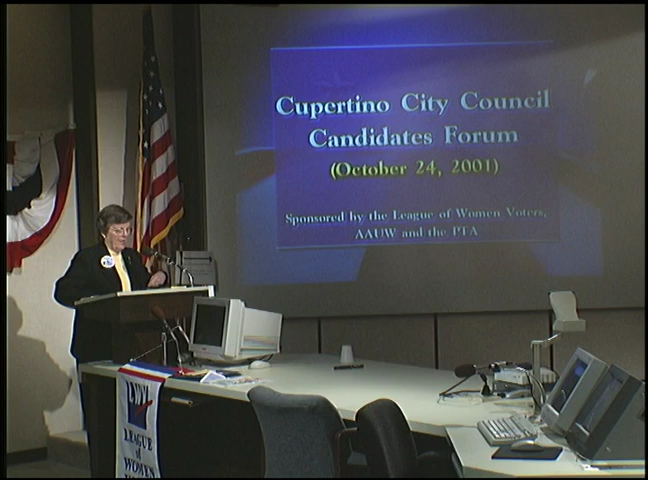 Cupertino City Council
Candidates Forum
(October 24, 2001)
Sponsored by the League of Women Voters,
AAUW and the PTA
LWV
LEAGUE
of
WOMEN